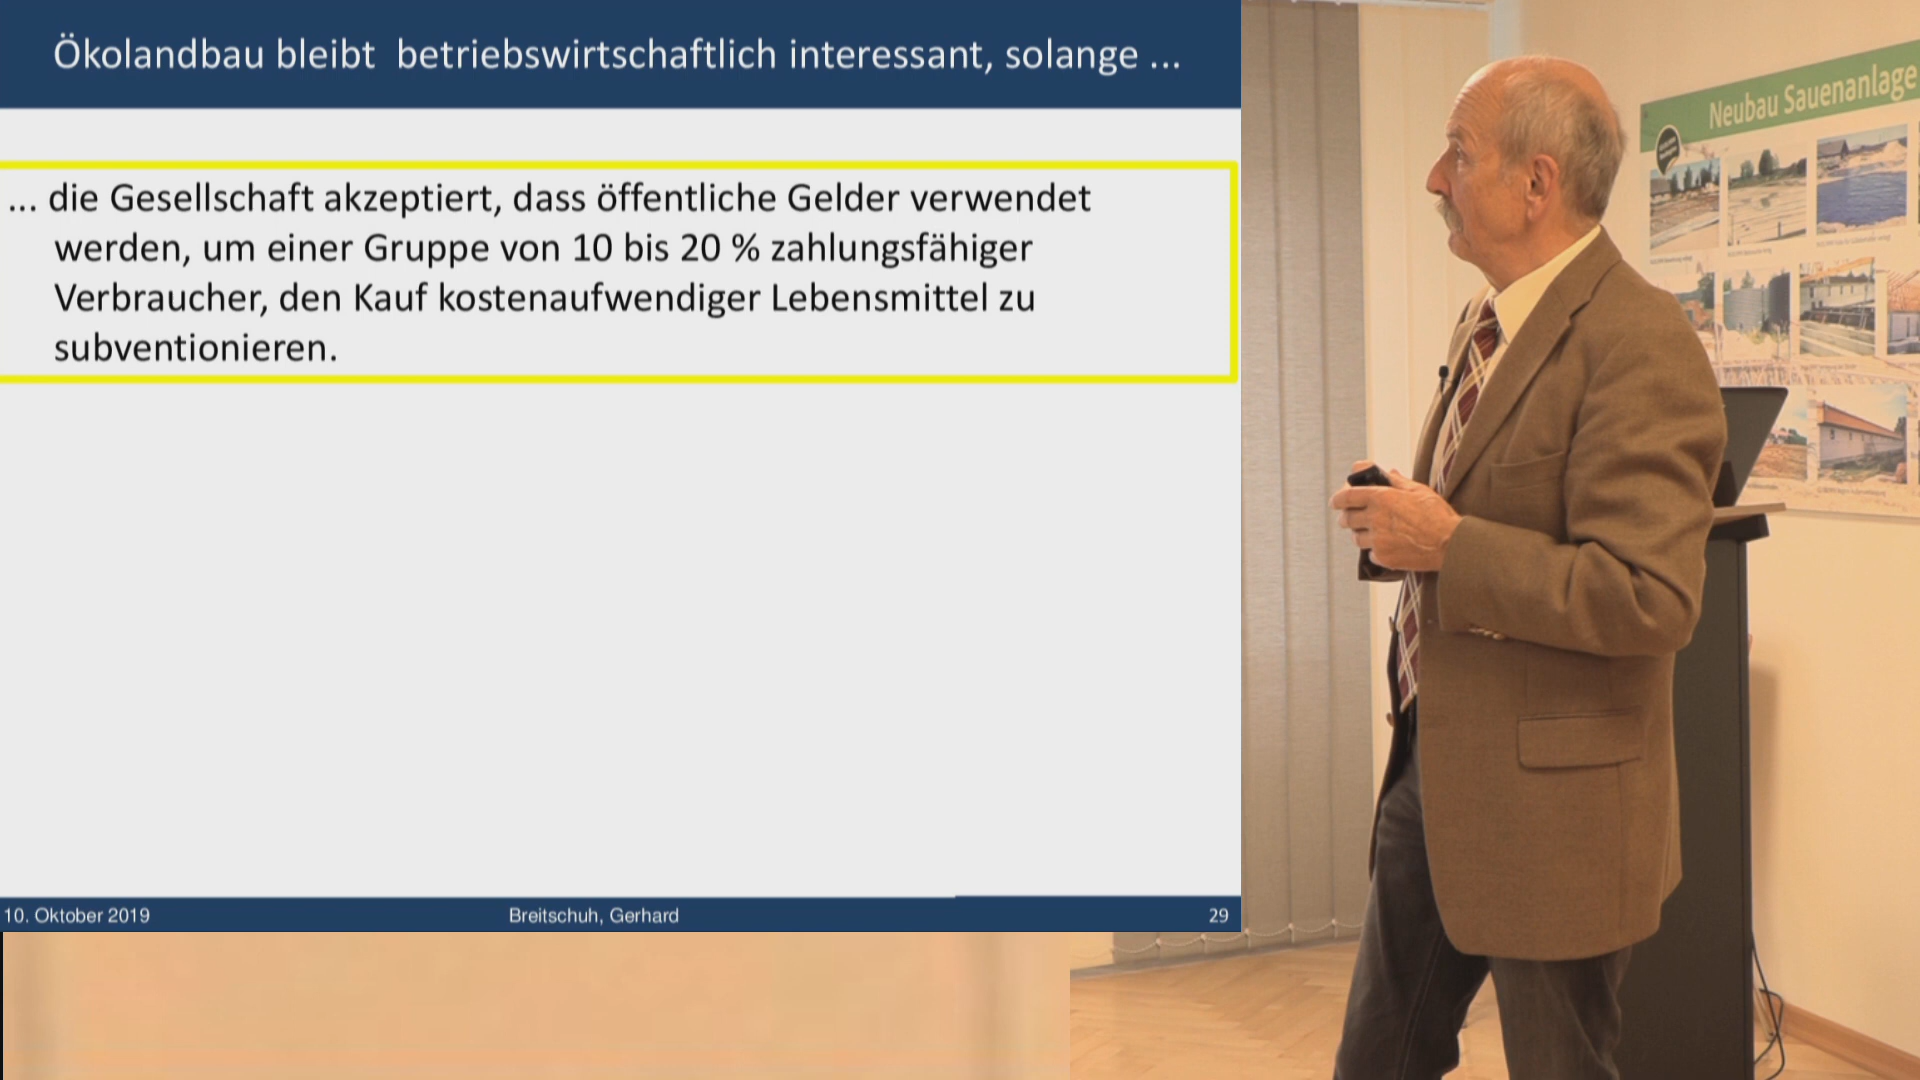 Ökolandbau bleibt betriebswirtschaftlich interessant, solange ...
... die Gesellschaft akzeptiert, dass öffentliche Gelder verwendet
werden, um einer Gruppe von 10 bis 20 % zahlungsfähiger
Verbraucher, den Kauf kostenaufwendiger Lebensmittel zu
subventionieren.
10. Oktober 2019
Breitschuh, Gerhard
29
Neubau Sauenanlage